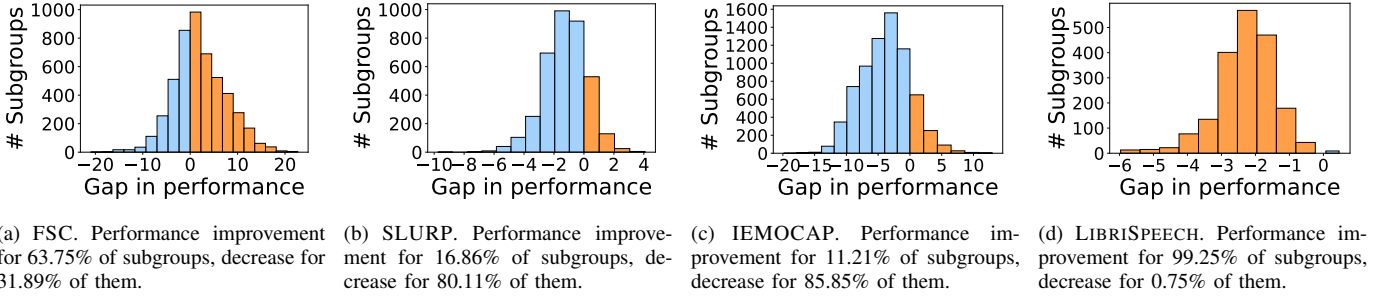 # Subgroups
1000
800
600
400
200
0
−20 −10 0 10 20
Gap in performance
(a) FSC. Performance improvement
for 63.75% of subgroups, decrease for
31.89% of them.
# Subgroups
1000
800
600
400
200
0
−10 −8 −6 −4 −2 0 2 4
Gap in performance
(b) SLURP. Performance improve-
ment for 16.86% of subgroups, de-
crease for 80.11% of them.
# Subgroups
1600
1400
1200
1000
800
600
400
200
0
−20 −15 −10 −5 0 5 10
Gap in performance
(c) IEMOCAP. Performance im-
provement for 11.21% of subgroups,
decrease for 85.85% of them.
# Subgroups
500
400
300
200
100
0
−6 −5 −4 −3 −2 −1 0
Gap in performance
(d) LIBRISPEECH. Performance im-
provement for 99.25% of subgroups,
decrease for 0.75% of them.